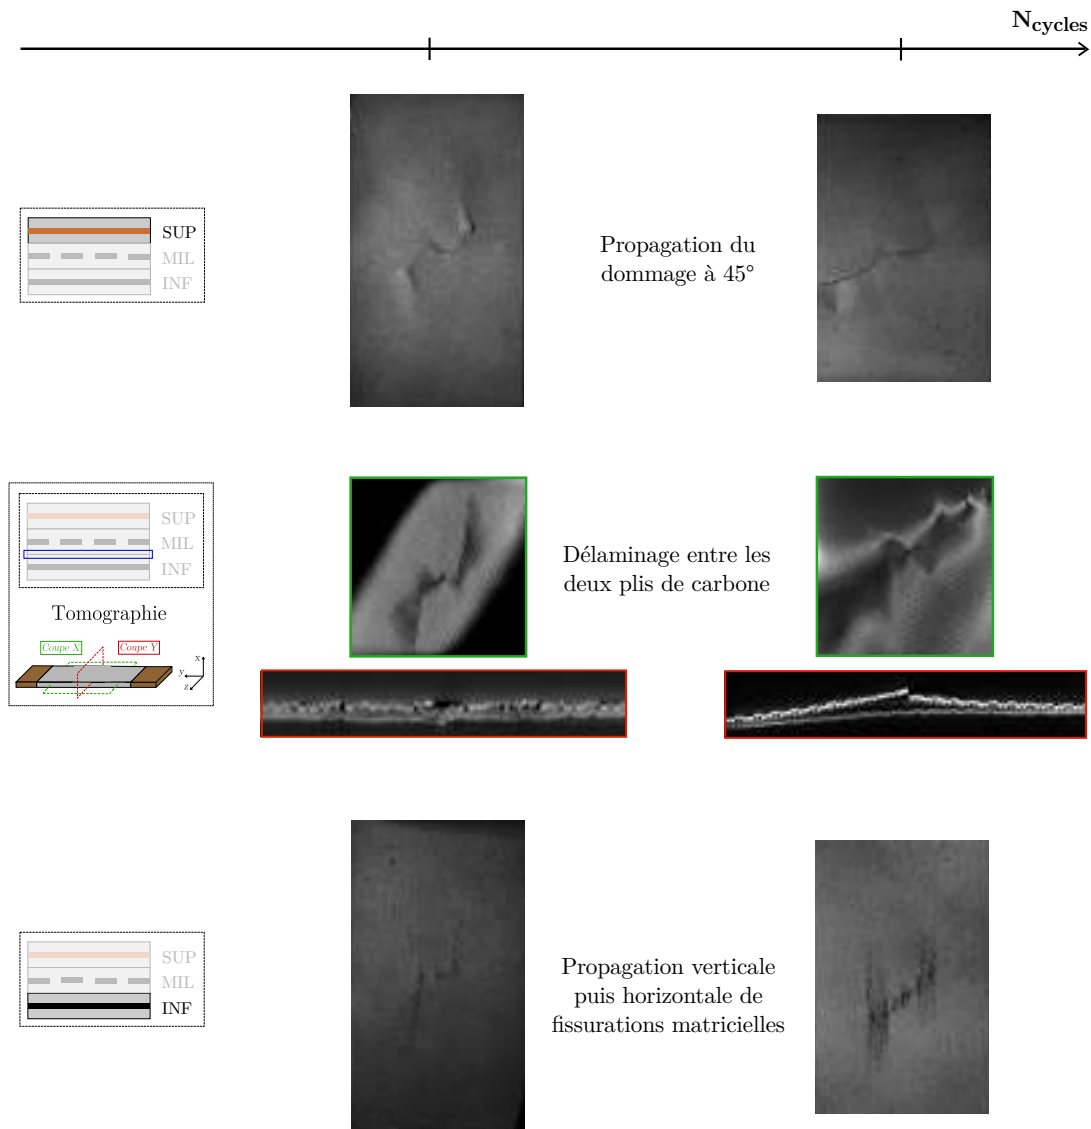 N_cycles
SUP
MIL
INF
Propagation du
dommage à 45°
SUP
MIL
INF
Tomographie
Coupe X
Coupe Y
x
y
z
Délaminage entre les
deux plis de carbone
SUP
MIL
INF
Propagation verticale
puis horizontale de
fissurations matricielles